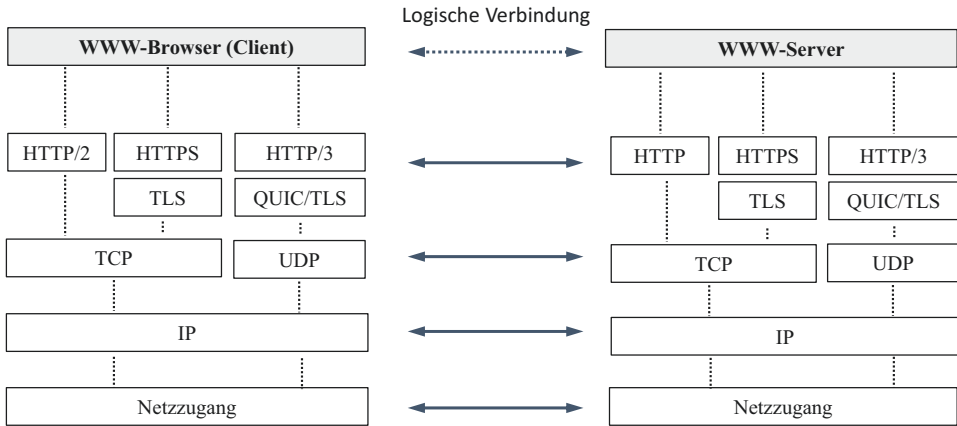 Logische Verbindung
WWW-Browser (Client)
WWW-Server
HTTP/2
HTTPS
HTTP/3
HTTP
HTTPS
HTTP/3
TLS
QUIC/TLS
TLS
QUIC/TLS
TCP
UDP
TCP
UDP
IP
IP
Netzzugang
Netzzugang